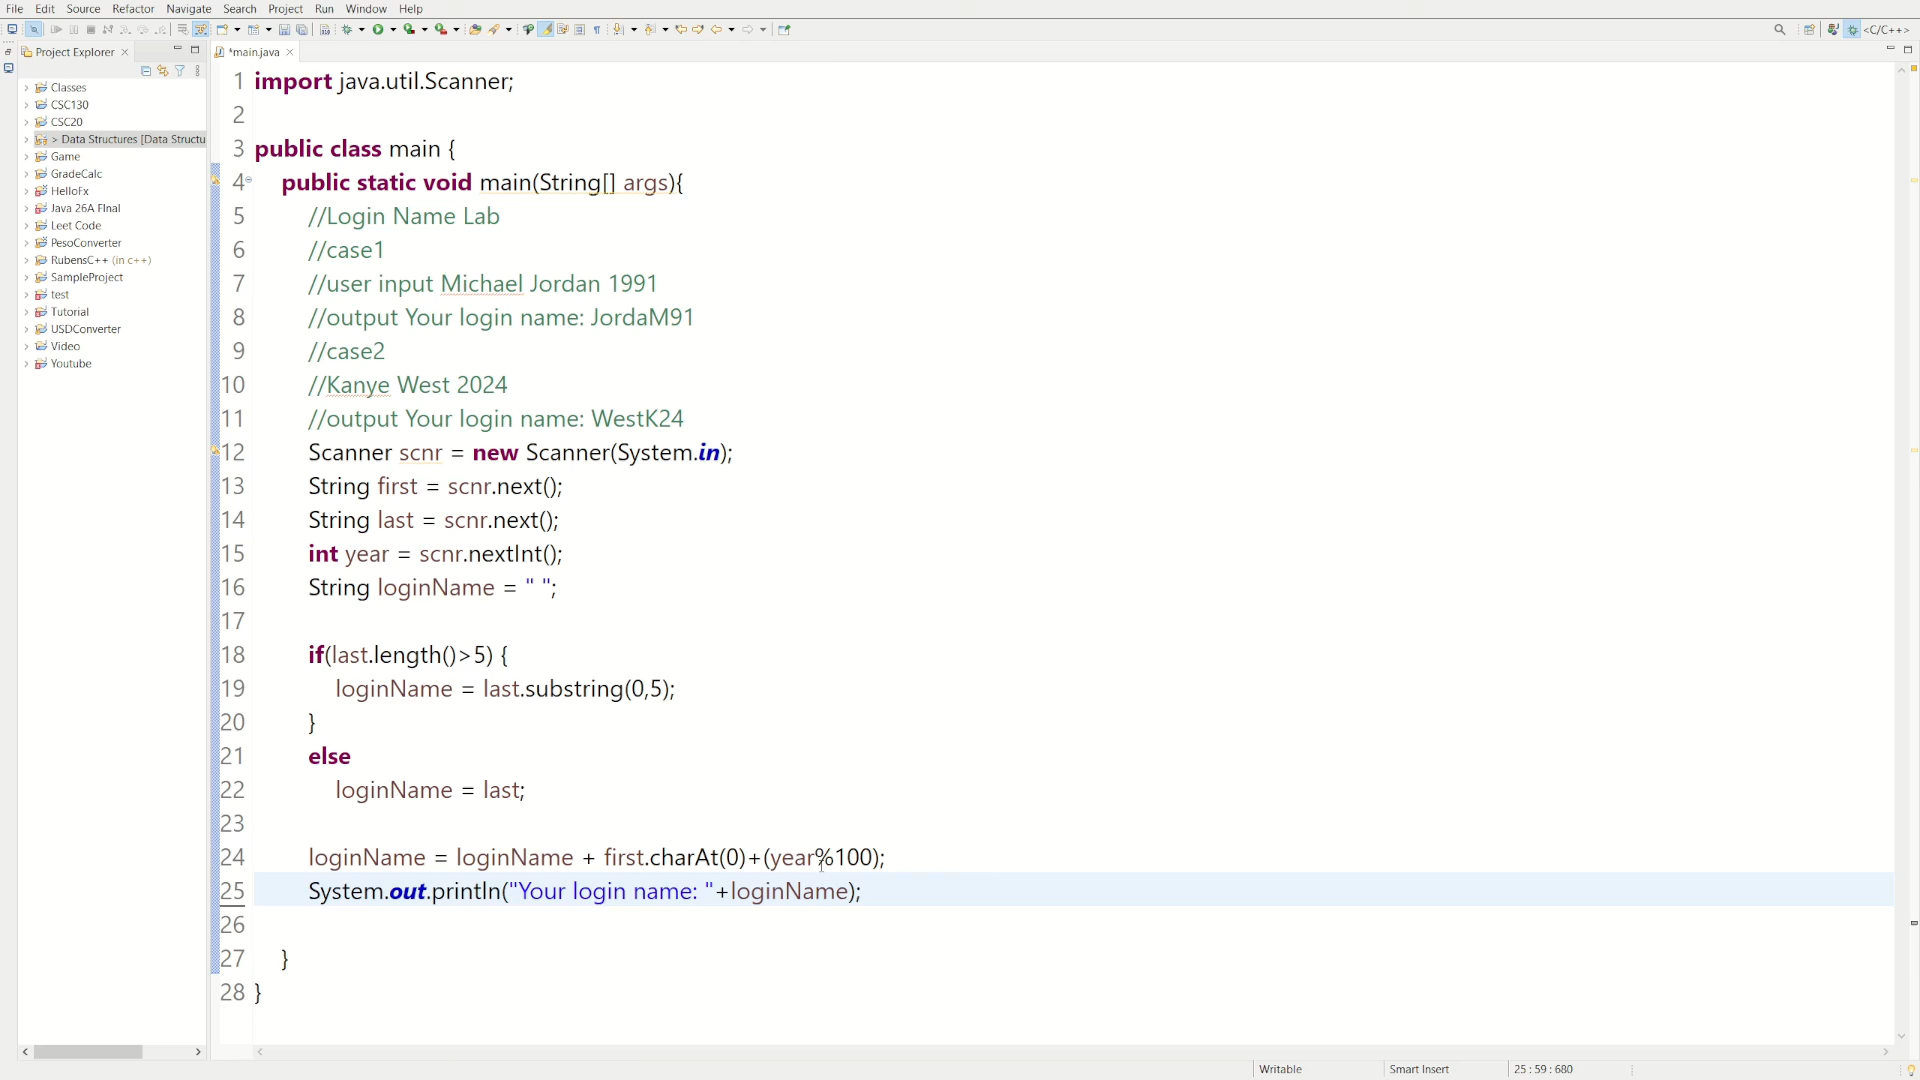 File Edit Source Refactor Navigate Search Project Run Window Help
<C/C++>
Project Explorer
*main.java
Classes
CSC130
CSC20
> Data Structures [Data Structu
Game
GradeCalc
HelloFx
Java 26A FInal
Leet Code
PesoConverter
RubensC++ (in c++)
SampleProject
test
Tutorial
USDConverter
Video
Youtube
1 import java.util.Scanner;
2
3 public class main {
4 public static void main(String[] args){
5 //Login Name Lab
6 //case1
7 //user input Michael Jordan 1991
8 //output Your login name: JordaM91
9 //case2
10 //Kanye West 2024
11 //output Your login name: WestK24
12 Scanner scnr = new Scanner(System.in);
13 String first = scnr.next();
14 String last = scnr.next();
15 int year = scnr.nextInt();
16 String loginName = " ";
17
18 if(last.length()>5) {
19 loginName = last.substring(0,5);
20 }
21 else
22 loginName = last;
23
24 loginName = loginName + first.charAt(0)+(year%100);
25 System.out.println("Your login name: "+loginName);
26
27 }
28 }
Writable Smart Insert 25 : 59 : 680